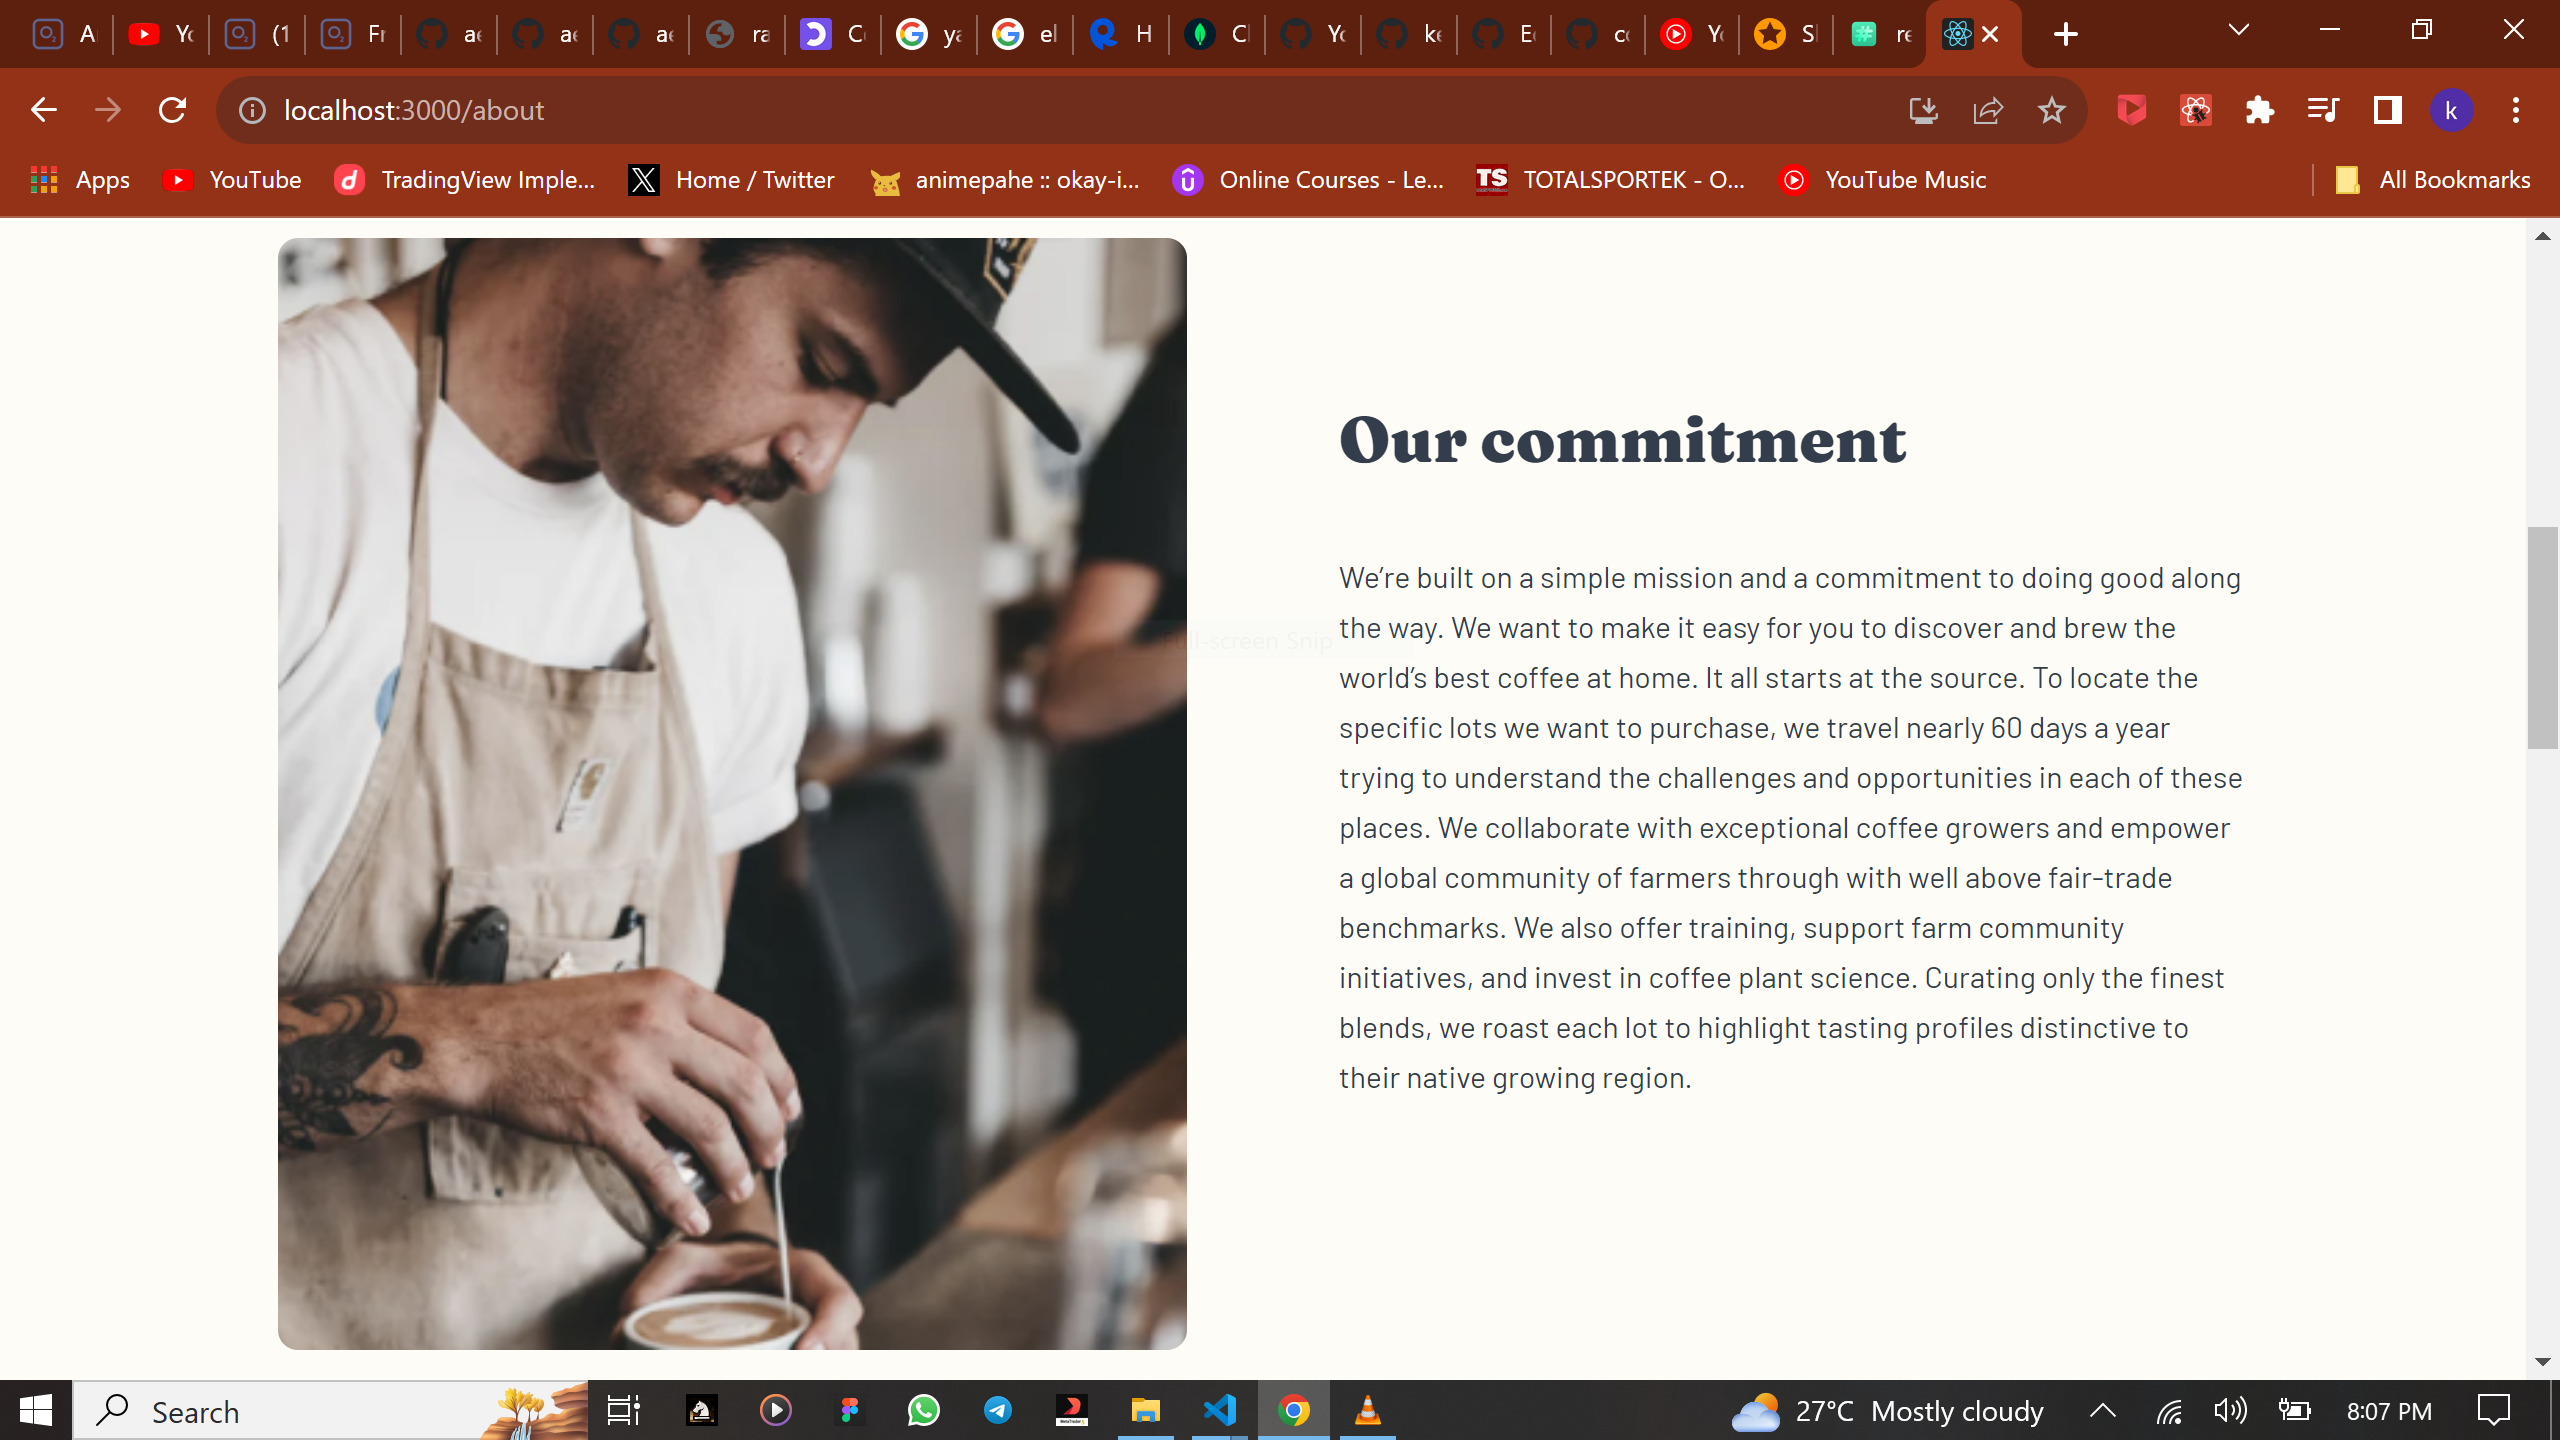 A
Yo
(1
Fr
ae
ae
ae
ra
C
ya
el
H
Cl
Yo
ke
Ed
co
Yo
Sl
re
localhost:3000/about
k
Apps
YouTube
TradingView Imple...
Home / Twitter
animepahe :: okay-i...
Online Courses - Le...
TS
TOTALSPORTEK - O...
YouTube Music
All Bookmarks
Our commitment
We’re built on a simple mission and a commitment to doing good along
the way. We want to make it easy for you to discover and brew the
Full-screen Snip
world’s best coffee at home. It all starts at the source. To locate the
specific lots we want to purchase, we travel nearly 60 days a year
trying to understand the challenges and opportunities in each of these
places. We collaborate with exceptional coffee growers and empower
a global community of farmers through with well above fair-trade
benchmarks. We also offer training, support farm community
initiatives, and invest in coffee plant science. Curating only the finest
blends, we roast each lot to highlight tasting profiles distinctive to
their native growing region.
Search
27°C Mostly cloudy
8:07 PM